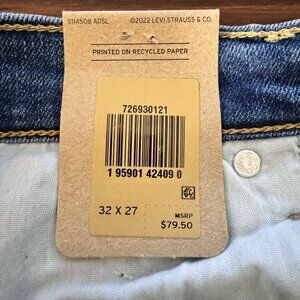 S114508 ADSL ©2022 LEVI STRAUSS & CO.
PRINTED ON RECYCLED PAPER
726930121
1 95901 42409 0
32 X 27
MSRP
$79.50